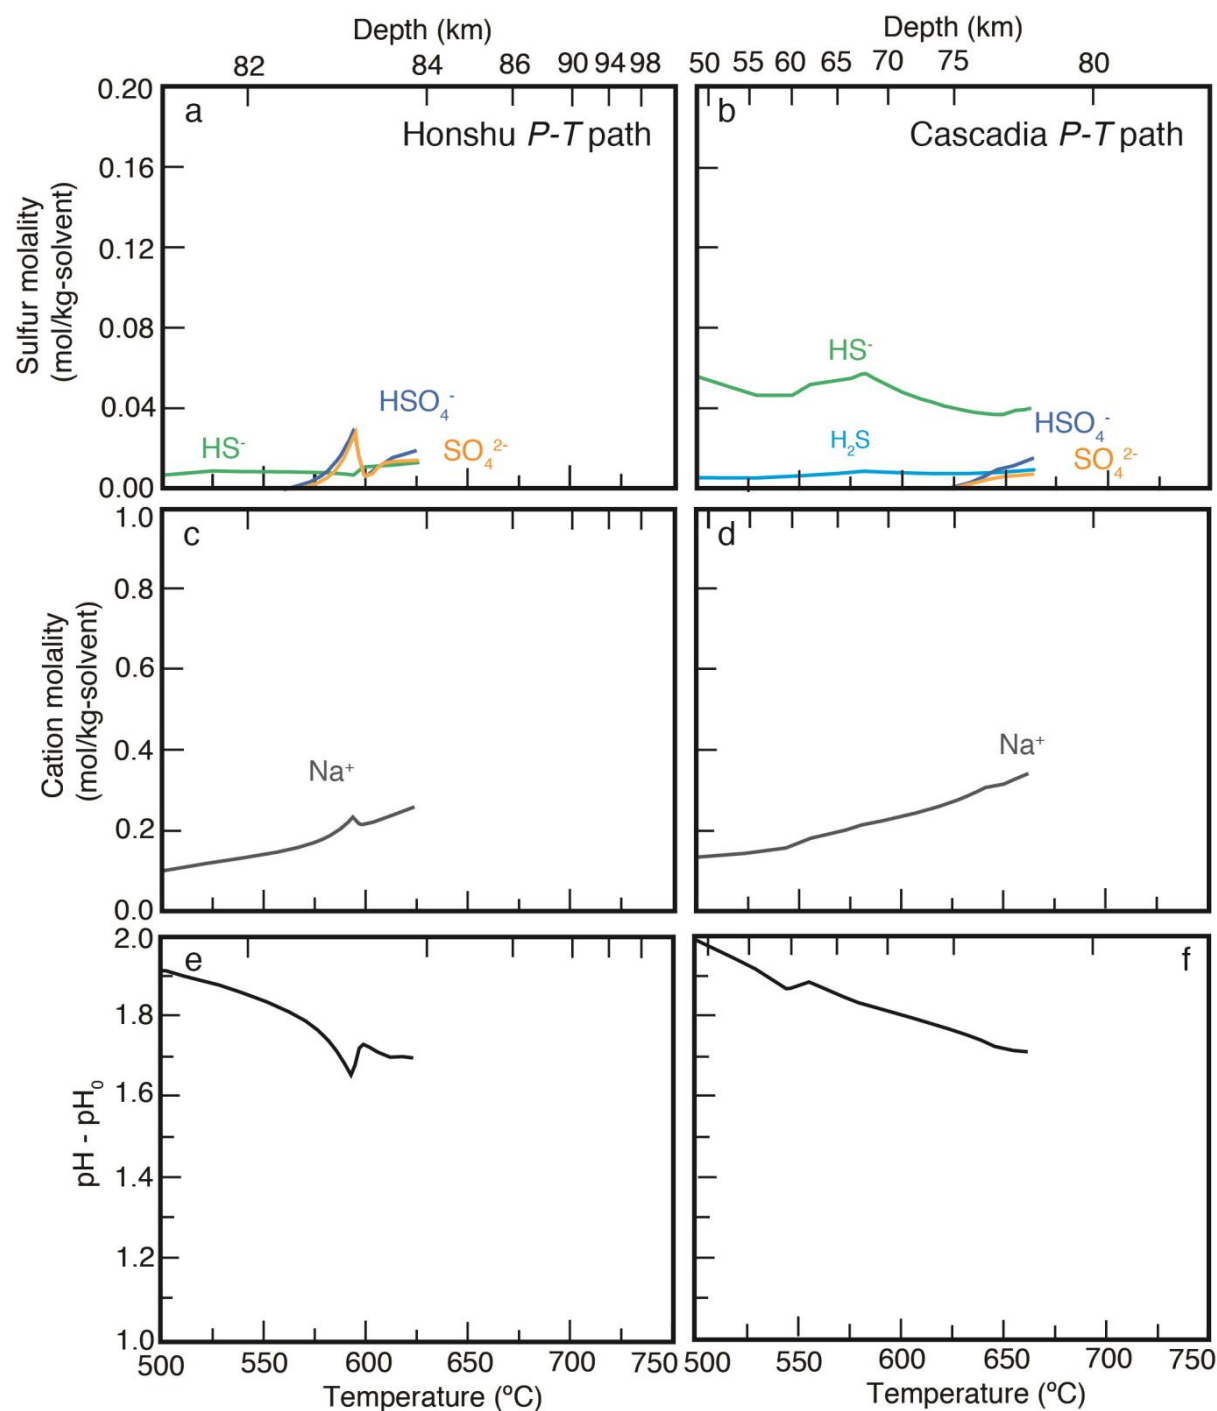 Depth (km)
82 84 86 90 94 98
Depth (km)
50 55 60 65 70 75 80
a
Honshu P-T path
b
Cascadia P-T path
Sulfur molality
(mol/kg-solvent)
0.20
0.16
0.12
0.08
0.04
0.00
HS⁻
HSO₄⁻
SO₄²⁻
HS⁻
H₂S
HSO₄⁻
SO₄²⁻
c
d
Cation molality
(mol/kg-solvent)
1.0
0.8
0.6
0.4
0.2
0.0
Na⁺
Na⁺
e
f
pH - pH₀
2.0
1.8
1.6
1.4
1.2
1.0
500 550 600 650 700 750
Temperature (ºC)
500 550 600 650 700 750
Temperature (ºC)